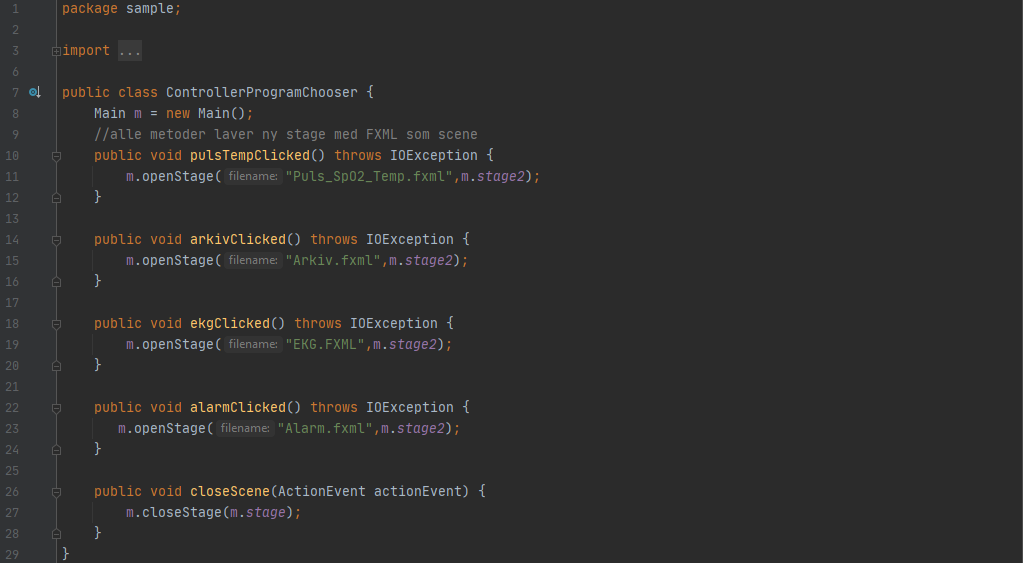 1 package sample;
2
3 import ...
6
7 public class ControllerProgramChooser {
8 Main m = new Main();
9 //alle metoder laver ny stage med FXML som scene
10 public void pulsTempClicked() throws IOException {
11 m.openStage( filename: "Puls_SpO2_Temp.fxml",m.stage2);
12 }
13
14 public void arkivClicked() throws IOException {
15 m.openStage( filename: "Arkiv.fxml",m.stage2);
16 }
17
18 public void ekgClicked() throws IOException {
19 m.openStage( filename: "EKG.FXML",m.stage2);
20 }
21
22 public void alarmClicked() throws IOException {
23 m.openStage( filename: "Alarm.fxml",m.stage2);
24 }
25
26 public void closeScene(ActionEvent actionEvent) {
27 m.closeStage(m.stage);
28 }
29 }